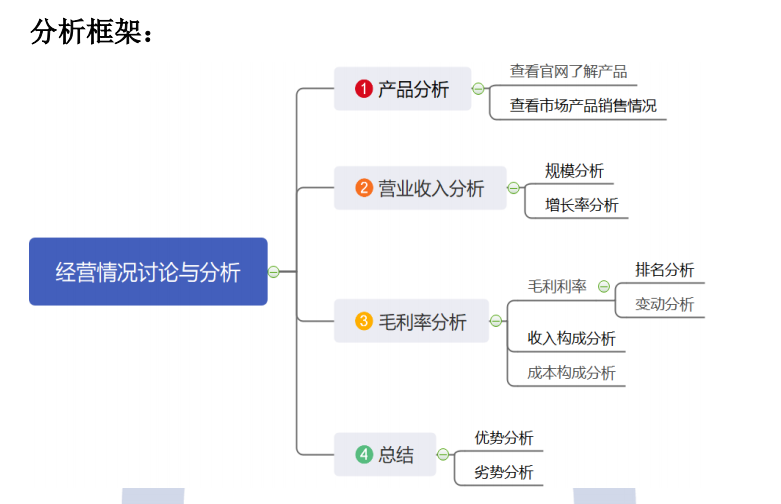 分析框架：
经营情况讨论与分析
1 产品分析
查看官网了解产品
查看市场产品销售情况
2 营业收入分析
规模分析
增长率分析
3 毛利率分析
毛利利率
排名分析
变动分析
收入构成分析
成本构成分析
4 总结
优势分析
劣势分析